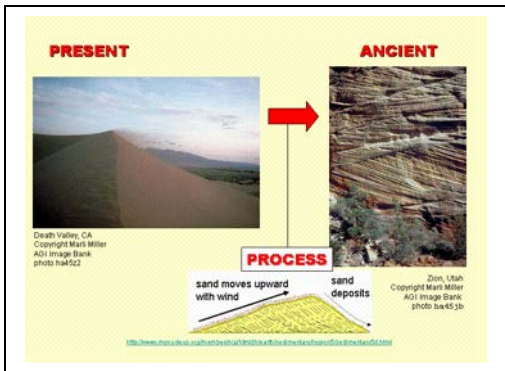 PRESENT
ANCIENT
Death Valley, CA
Copyright Marli Miller
AGI Image Bank
photo ha45z2
PROCESS
sand moves upward
with wind
sand
deposits
Zion, Utah
Copyright Marli Miller
AGI Image Bank
photo ha45jb